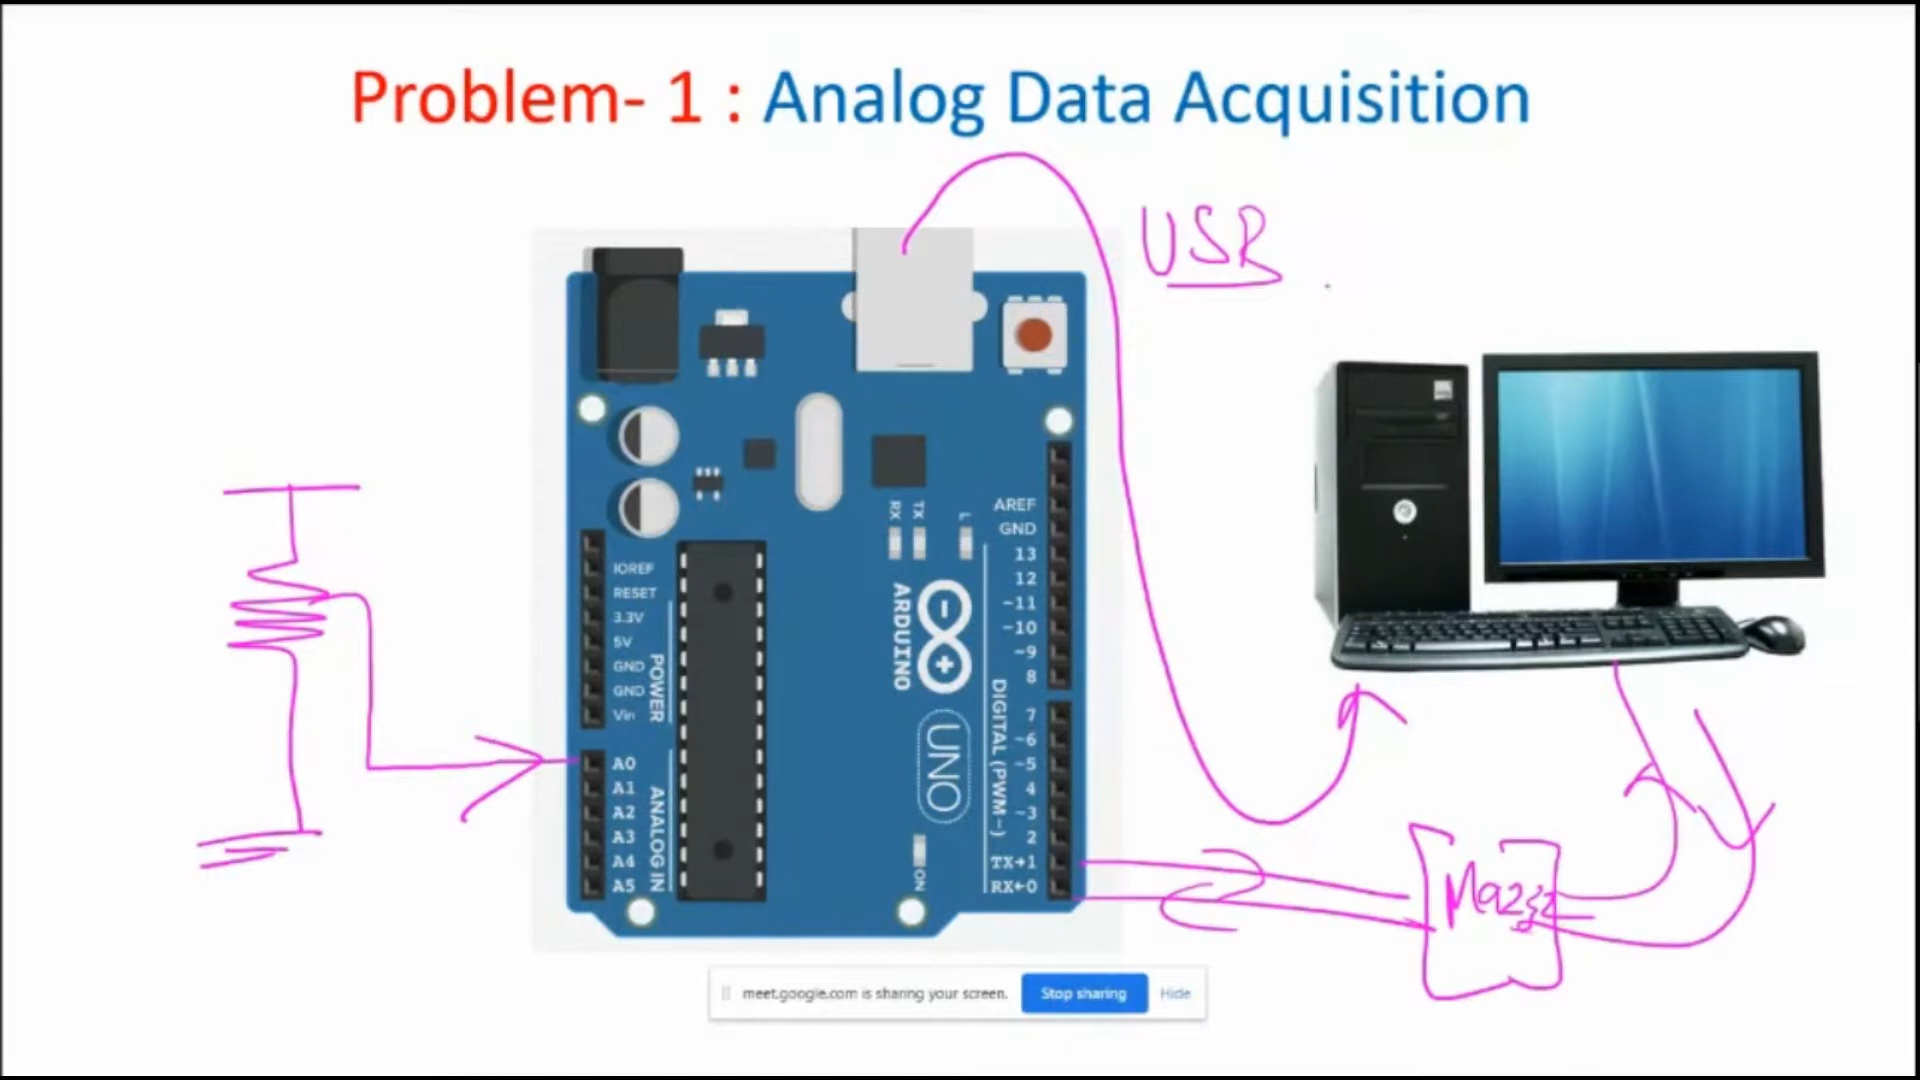 Problem- 1 : Analog Data Acquisition
USB
RX
TX
L
AREF
GND
13
12
~11
~10
~9
8
7
~6
~5
4
~3
2
TX→1
RX←0
DIGITAL (PWM~)
IOREF
RESET
3.3V
5V
GND
GND
Vin
POWER
A0
A1
A2
A3
A4
A5
ANALOG IN
ARDUINO
UNO
ON
meet.google.com is sharing your screen.
Stop sharing
Hide